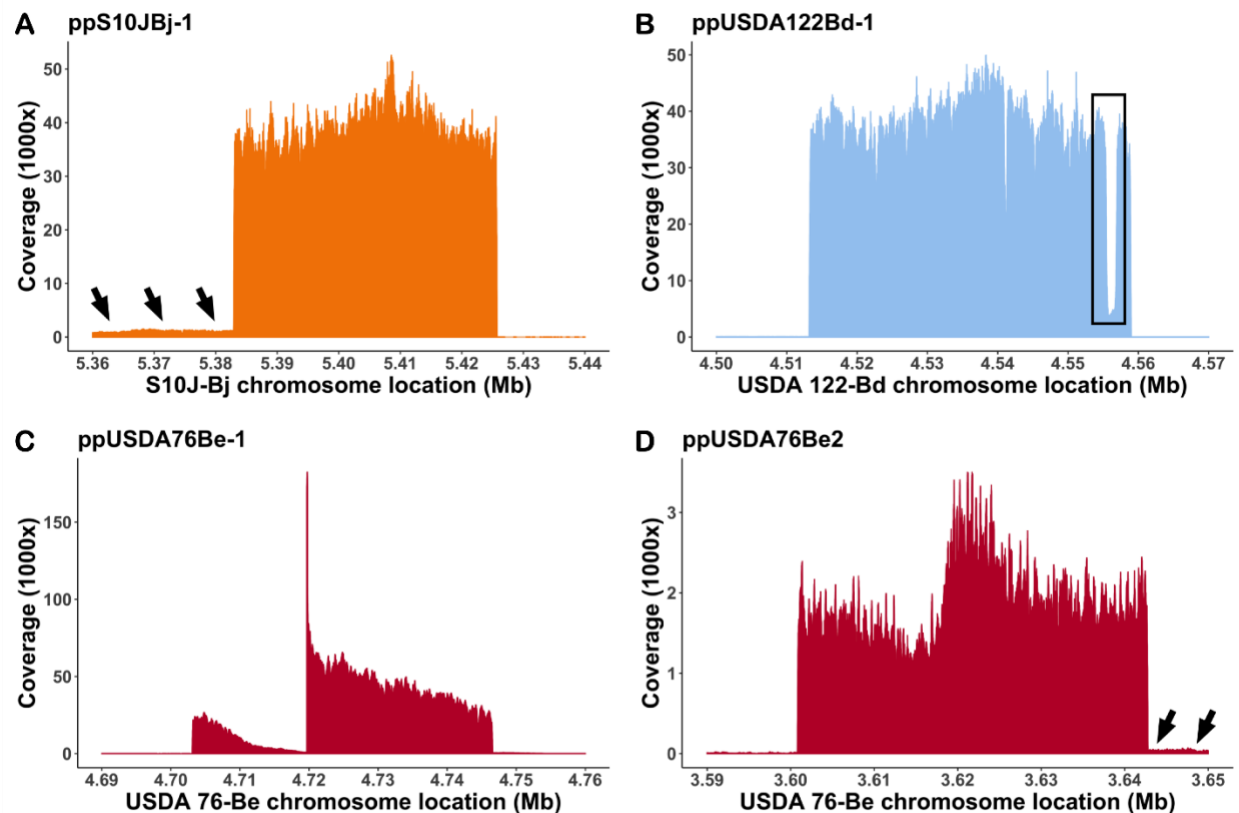 A ppS10JBj-1
Coverage (1000x)
50
40
30
20
10
0
5.36 5.37 5.38 5.39 5.40 5.41 5.42 5.43 5.44
S10J-Bj chromosome location (Mb)
B ppUSDA122Bd-1
Coverage (1000x)
50
40
30
20
10
0
4.50 4.51 4.52 4.53 4.54 4.55 4.56 4.57
USDA 122-Bd chromosome location (Mb)
C ppUSDA76Be-1
Coverage (1000x)
150
100
50
0
4.69 4.70 4.71 4.72 4.73 4.74 4.75 4.76
USDA 76-Be chromosome location (Mb)
D ppUSDA76Be2
Coverage (1000x)
3
2
1
0
3.59 3.60 3.61 3.62 3.63 3.64 3.65
USDA 76-Be chromosome location (Mb)